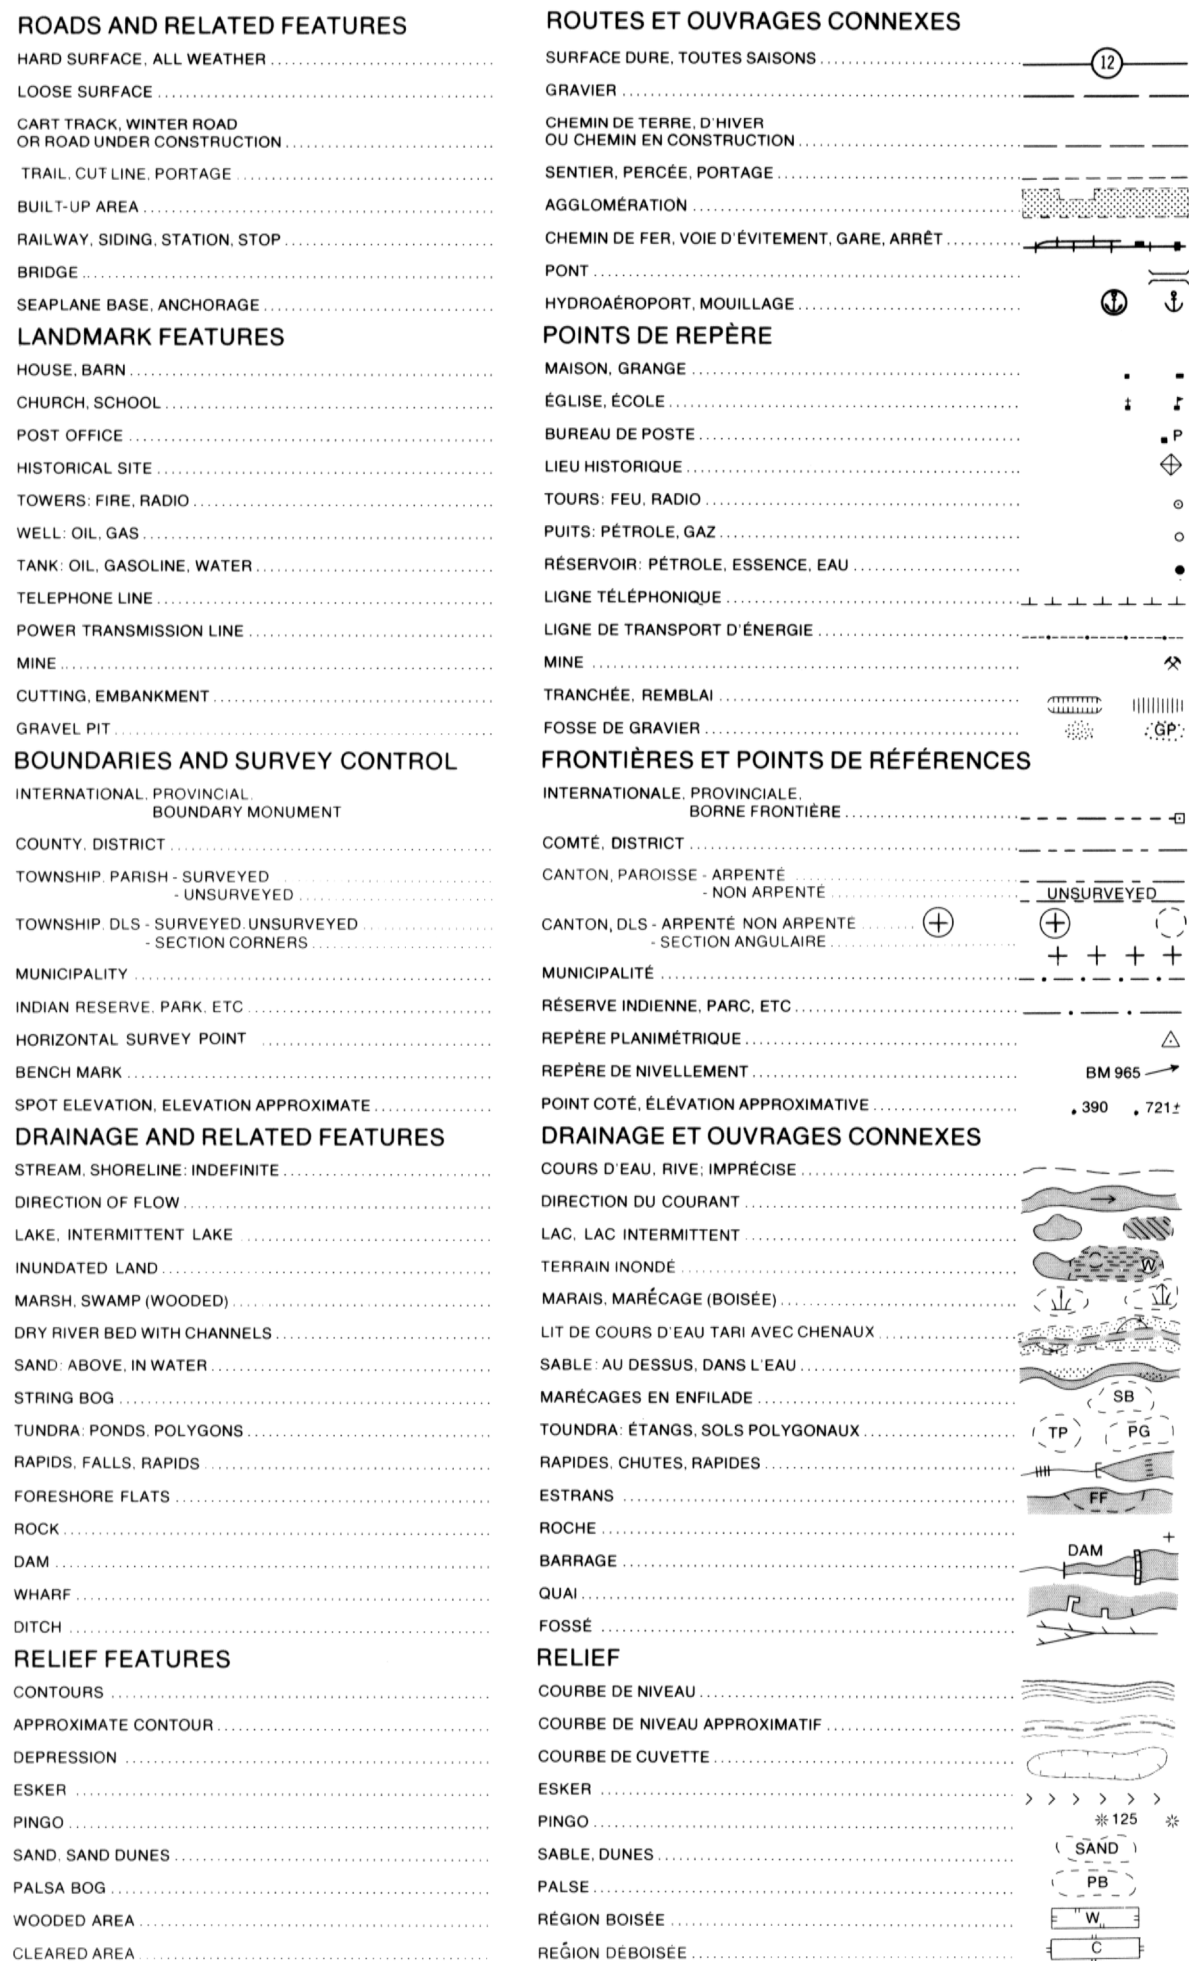 ROADS AND RELATED FEATURES
ROUTES ET OUVRAGES CONNEXES
HARD SURFACE, ALL WEATHER
SURFACE DURE, TOUTES SAISONS
12
LOOSE SURFACE
GRAVIER
CART TRACK, WINTER ROAD
OR ROAD UNDER CONSTRUCTION
CHEMIN DE TERRE, D'HIVER
OU CHEMIN EN CONSTRUCTION
TRAIL, CUT LINE, PORTAGE
SENTIER, PERCÉE, PORTAGE
BUILT-UP AREA
AGGLOMÉRATION
RAILWAY, SIDING, STATION, STOP
CHEMIN DE FER, VOIE D'ÉVITEMENT, GARE, ARRÊT
BRIDGE
PONT
SEAPLANE BASE, ANCHORAGE
HYDROAÉROPORT, MOUILLAGE
LANDMARK FEATURES
POINTS DE REPÈRE
HOUSE, BARN
MAISON, GRANGE
CHURCH, SCHOOL
ÉGLISE, ÉCOLE
POST OFFICE
BUREAU DE POSTE
P
HISTORICAL SITE
LIEU HISTORIQUE
TOWERS: FIRE, RADIO
TOURS: FEU, RADIO
WELL: OIL, GAS
PUITS: PÉTROLE, GAZ
TANK: OIL, GASOLINE, WATER
RÉSERVOIR: PÉTROLE, ESSENCE, EAU
TELEPHONE LINE
LIGNE TÉLÉPHONIQUE
POWER TRANSMISSION LINE
LIGNE DE TRANSPORT D'ÉNERGIE
MINE
MINE
CUTTING, EMBANKMENT
TRANCHÉE, REMBLAI
GRAVEL PIT
FOSSE DE GRAVIER
GP
BOUNDARIES AND SURVEY CONTROL
FRONTIÈRES ET POINTS DE RÉFÉRENCES
INTERNATIONAL, PROVINCIAL,
BOUNDARY MONUMENT
INTERNATIONALE, PROVINCIALE,
BORNE FRONTIÈRE
COUNTY, DISTRICT
COMTÉ, DISTRICT
TOWNSHIP, PARISH - SURVEYED
- UNSURVEYED
CANTON, PAROISSE - ARPENTÉ
- NON ARPENTÉ
UNSURVEYED
TOWNSHIP, DLS - SURVEYED, UNSURVEYED
- SECTION CORNERS
CANTON, DLS - ARPENTÉ NON ARPENTÉ
- SECTION ANGULAIRE
MUNICIPALITY
MUNICIPALITÉ
INDIAN RESERVE, PARK, ETC
RÉSERVE INDIENNE, PARC, ETC
HORIZONTAL SURVEY POINT
REPÈRE PLANIMÉTRIQUE
BENCH MARK
REPÈRE DE NIVELLEMENT
BM 965
SPOT ELEVATION, ELEVATION APPROXIMATE
POINT COTÉ, ÉLÉVATION APPROXIMATIVE
.390 .721±
DRAINAGE AND RELATED FEATURES
DRAINAGE ET OUVRAGES CONNEXES
STREAM, SHORELINE: INDEFINITE
COURS D'EAU, RIVE; IMPRÉCISE
DIRECTION OF FLOW
DIRECTION DU COURANT
LAKE, INTERMITTENT LAKE
LAC, LAC INTERMITTENT
INUNDATED LAND
TERRAIN INONDÉ
W
MARSH, SWAMP (WOODED)
MARAIS, MARÉCAGE (BOISÉE)
DRY RIVER BED WITH CHANNELS
LIT DE COURS D'EAU TARI AVEC CHENAUX
SAND: ABOVE, IN WATER
SABLE: AU DESSUS, DANS L'EAU
STRING BOG
MARÉCAGES EN ENFILADE
SB
TUNDRA: PONDS, POLYGONS
TOUNDRA: ÉTANGS, SOLS POLYGONAUX
TP PG
RAPIDS, FALLS, RAPIDS
RAPIDES, CHUTES, RAPIDES
FORESHORE FLATS
ESTRANS
FF
ROCK
ROCHE
DAM
BARRAGE
DAM
WHARF
QUAI
DITCH
FOSSÉ
RELIEF FEATURES
RELIEF
CONTOURS
COURBE DE NIVEAU
APPROXIMATE CONTOUR
COURBE DE NIVEAU APPROXIMATIF
DEPRESSION
COURBE DE CUVETTE
ESKER
ESKER
PINGO
PINGO
125
SAND, SAND DUNES
SABLE, DUNES
SAND
PALSA BOG
PALSE
PB
WOODED AREA
RÉGION BOISÉE
W
CLEARED AREA
REǴION DÉBOISÉE
C